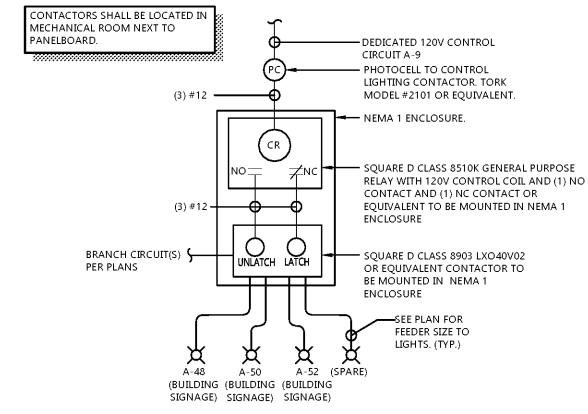 CONTACTORS SHALL BE LOCATED IN
MECHANICAL ROOM NEXT TO
PANELBOARD.
DEDICATED 120V CONTROL
CIRCUIT A-9
PC
PHOTOCELL TO CONTROL
LIGHTING CONTACTOR. TORK
MODEL #2101 OR EQUIVALENT.
(3) #12
NEMA 1 ENCLOSURE.
CR
NO
NC
SQUARE D CLASS 8510K GENERAL PURPOSE
RELAY WITH 120V CONTROL COIL AND (1) NO
CONTACT AND (1) NC CONTACT OR
EQUIVALENT TO BE MOUNTED IN NEMA 1
ENCLOSURE
(3) #12
BRANCH CIRCUIT(S)
PER PLANS
UNLATCH
LATCH
SQUARE D CLASS 8903 LXO40V02
OR EQUIVALENT CONTACTOR TO
BE MOUNTED IN NEMA 1
ENCLOSURE
SEE PLAN FOR
FEEDER SIZE TO
LIGHTS. (TYP.)
A-48
(BUILDING
SIGNAGE)
A-50
(BUILDING
SIGNAGE)
A-52
(BUILDING
SIGNAGE)
(SPARE)